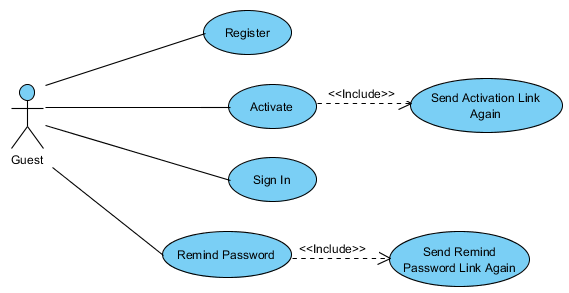 Register
<<Include>>
Activate
Send Activation Link
Again
Guest
Sign In
Remind Password
<<Include>>
Send Remind
Password Link Again